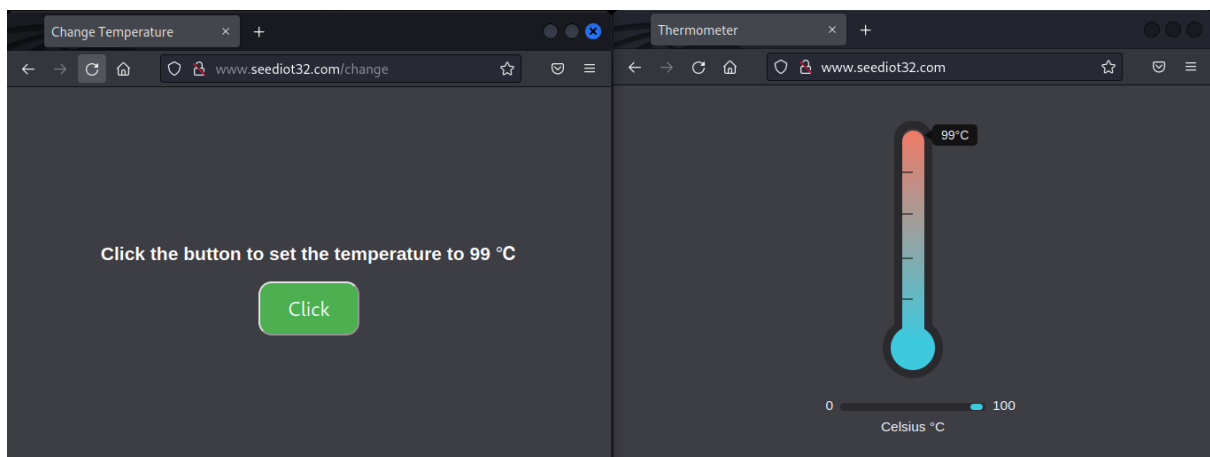 Change Temperature
www.seediot32.com/change
Click the button to set the temperature to 99 °C
Click
Thermometer
www.seediot32.com
99°C
0 100
Celsius °C